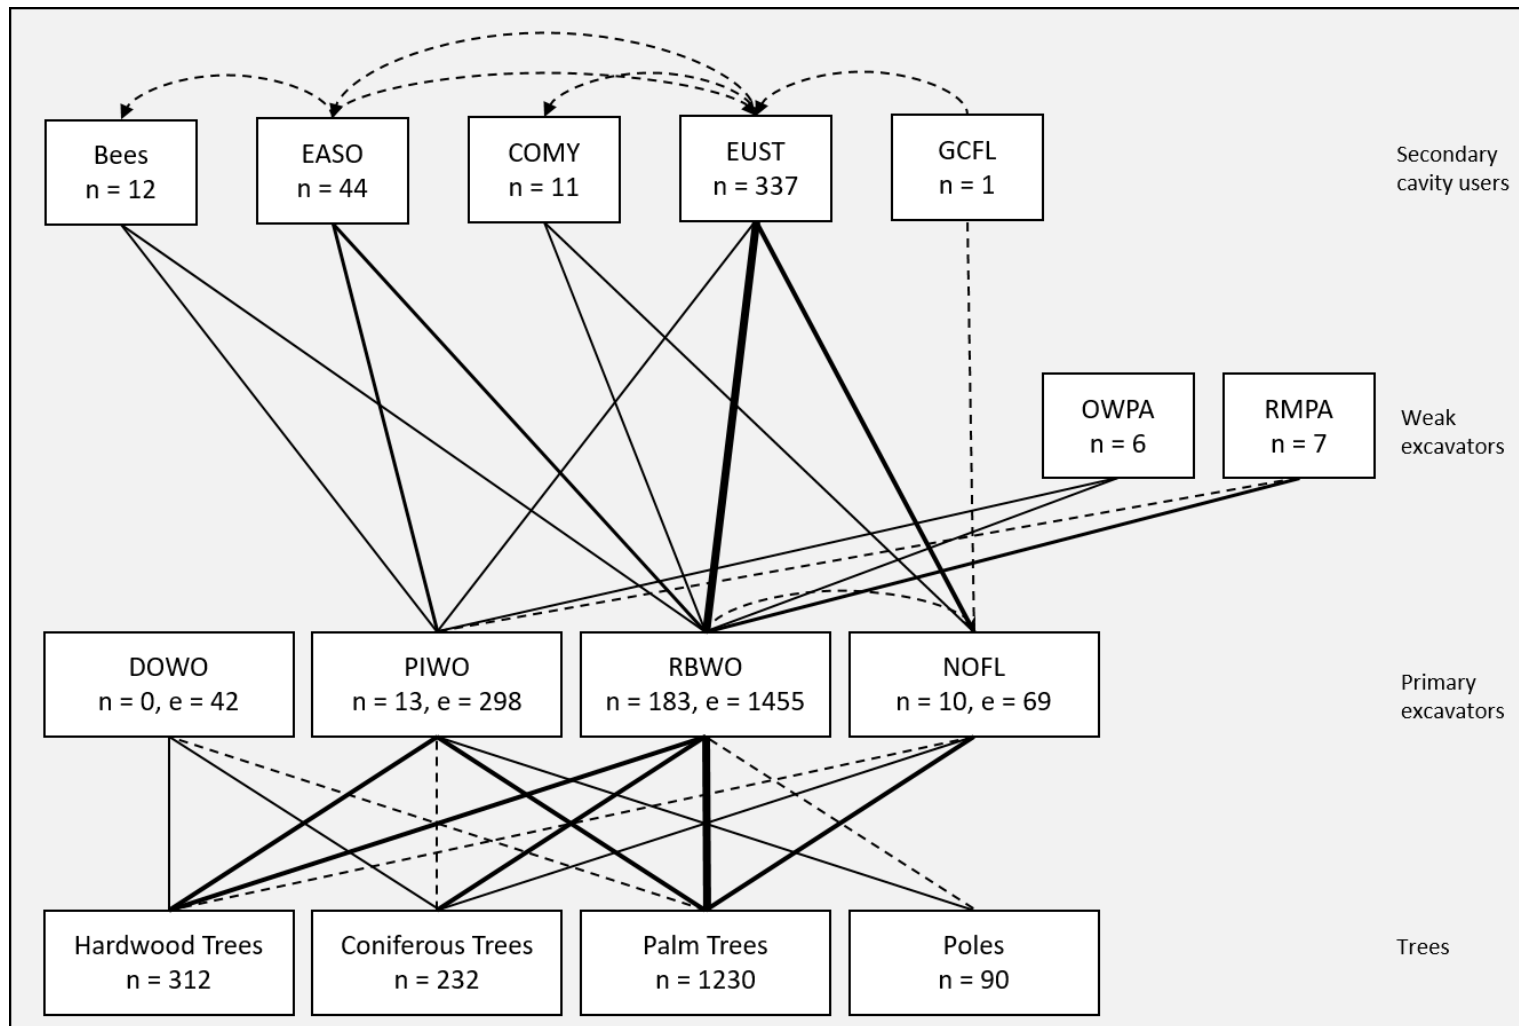 Bees
n = 12
EASO
n = 44
COMY
n = 11
EUST
n = 337
GCFL
n = 1
Secondary
cavity users
OWPA
n = 6
RMPA
n = 7
Weak
excavators
DOWO
n = 0, e = 42
PIWO
n = 13, e = 298
RBWO
n = 183, e = 1455
NOFL
n = 10, e = 69
Primary
excavators
Hardwood Trees
n = 312
Coniferous Trees
n = 232
Palm Trees
n = 1230
Poles
n = 90
Trees